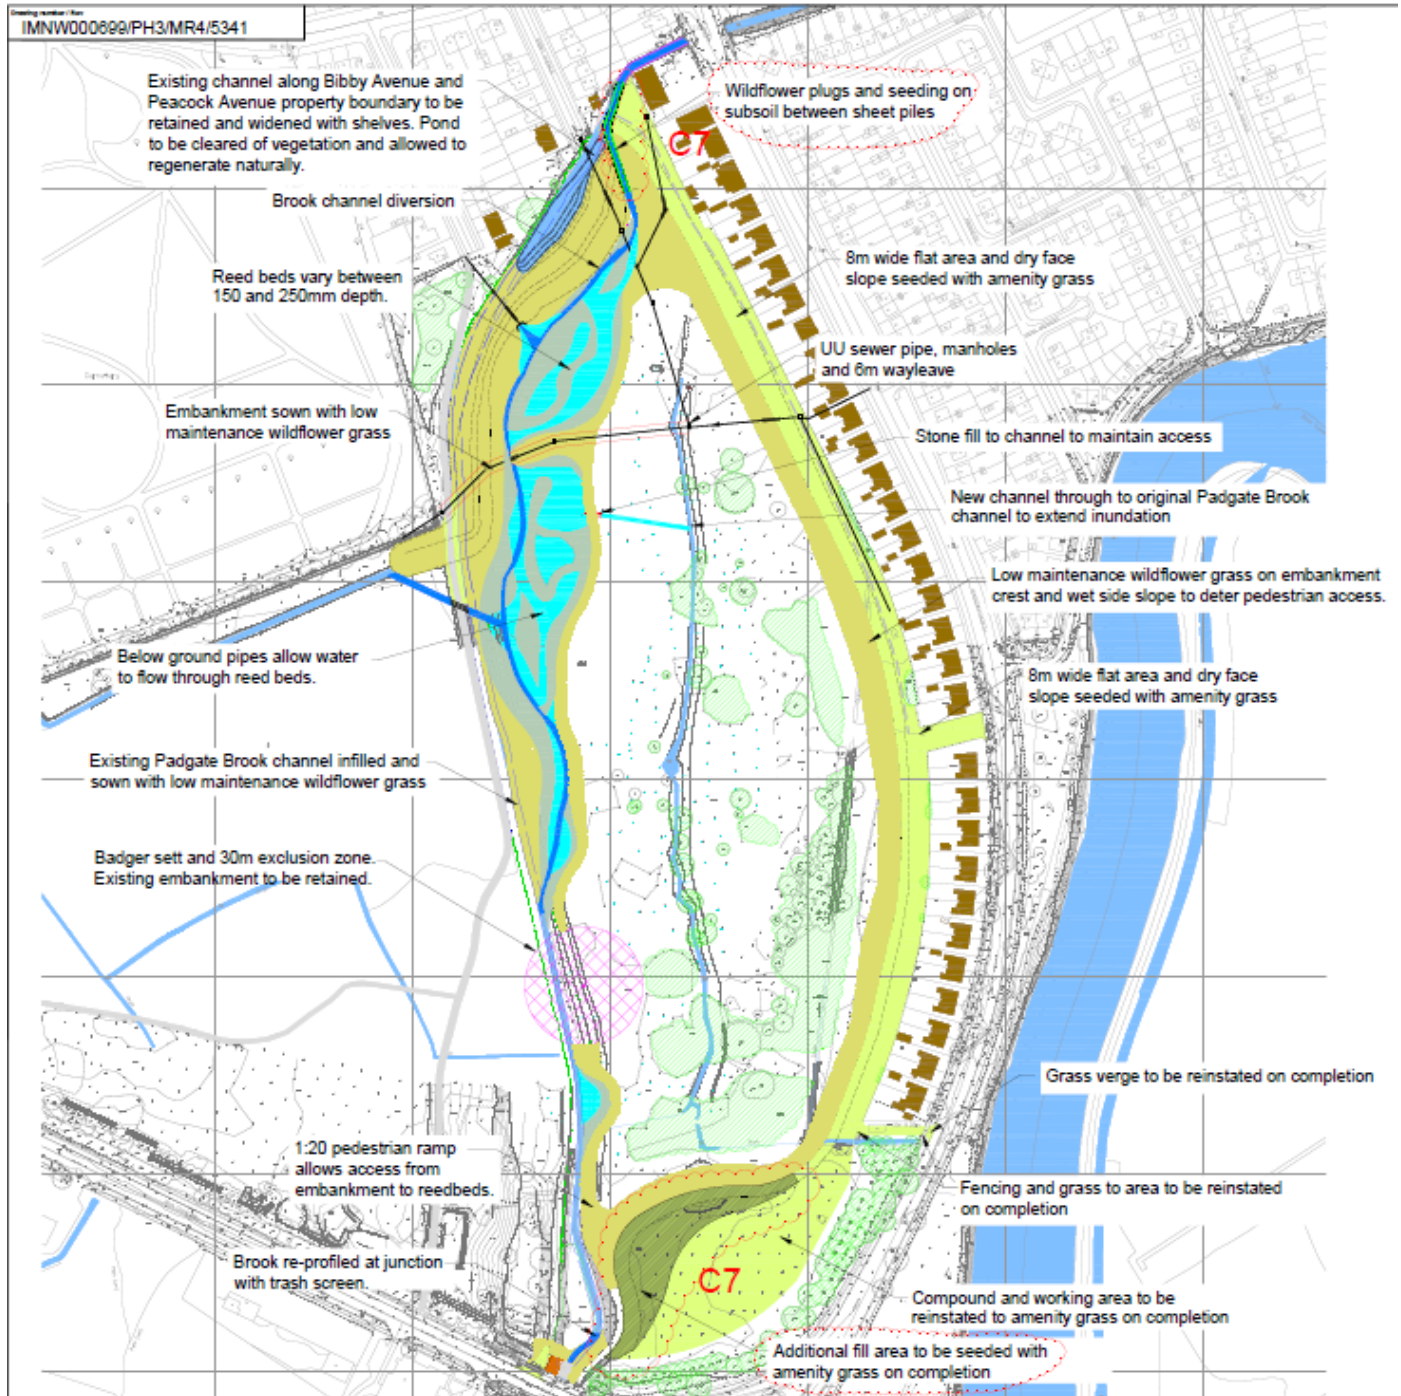 Drawing number / Rev
IMNW000699/PH3/MR4/5341
Existing channel along Bibby Avenue and
Peacock Avenue property boundary to be
retained and widened with shelves. Pond
to be cleared of vegetation and allowed to
regenerate naturally.
Wildflower plugs and seeding on
subsoil between sheet piles
C7
Brook channel diversion
8m wide flat area and dry face
slope seeded with amenity grass
Reed beds vary between
150 and 250mm depth.
UU sewer pipe, manholes
and 6m wayleave
Embankment sown with low
maintenance wildflower grass
Stone fill to channel to maintain access
New channel through to original Padgate Brook
channel to extend inundation
Low maintenance wildflower grass on embankment
crest and wet side slope to deter pedestrian access.
Below ground pipes allow water
to flow through reed beds.
8m wide flat area and dry face
slope seeded with amenity grass
Existing Padgate Brook channel infilled and
sown with low maintenance wildflower grass
Badger sett and 30m exclusion zone.
Existing embankment to be retained.
Grass verge to be reinstated on completion
1:20 pedestrian ramp
allows access from
embankment to reedbeds.
Fencing and grass to area to be reinstated
on completion
Brook re-profiled at junction
with trash screen.
C7
Compound and working area to be
reinstated to amenity grass on completion
Additional fill area to be seeded with
amenity grass on completion